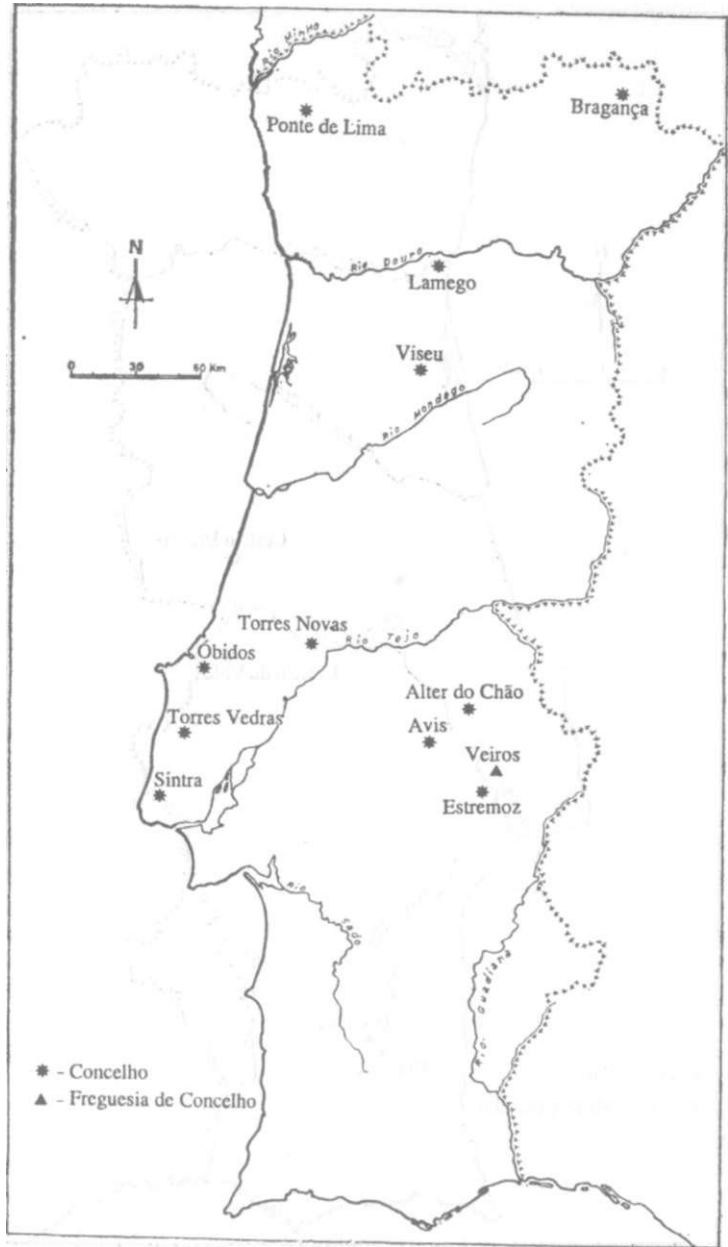 Rio Minho
Ponte de Lima
Bragança
N
Rio Douro
Lamego
0 30 60 Km
Viseu
Rio Mondego
Torres Novas
Rio Tejo
Óbidos
Alter do Chão
Torres Vedras
Avis
Veiros
Sintra
Estremoz
Rio Sado
Rio Guadiana
- Concelho
- Freguesia de Concelho